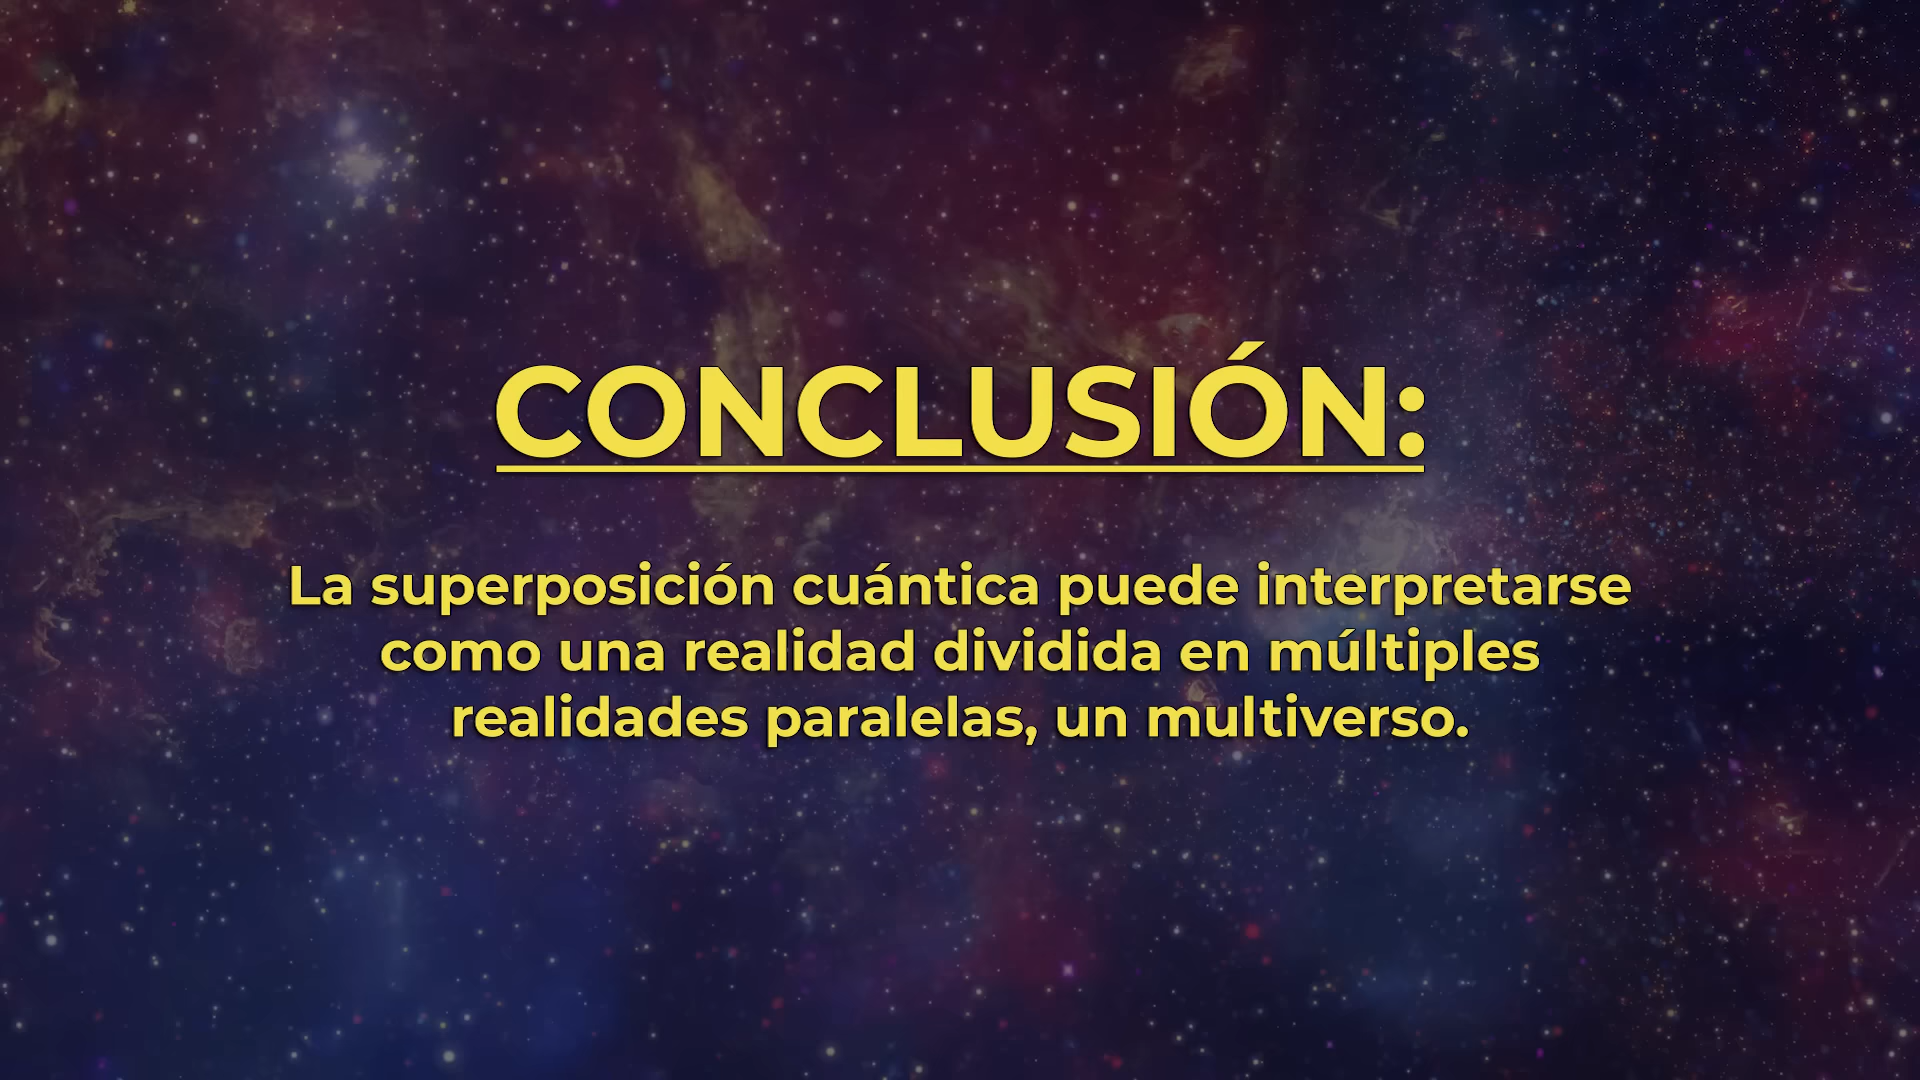 CONCLUSIÓN:
La superposición cuántica puede interpretarse
como una realidad dividida en múltiples
realidades paralelas, un multiverso.